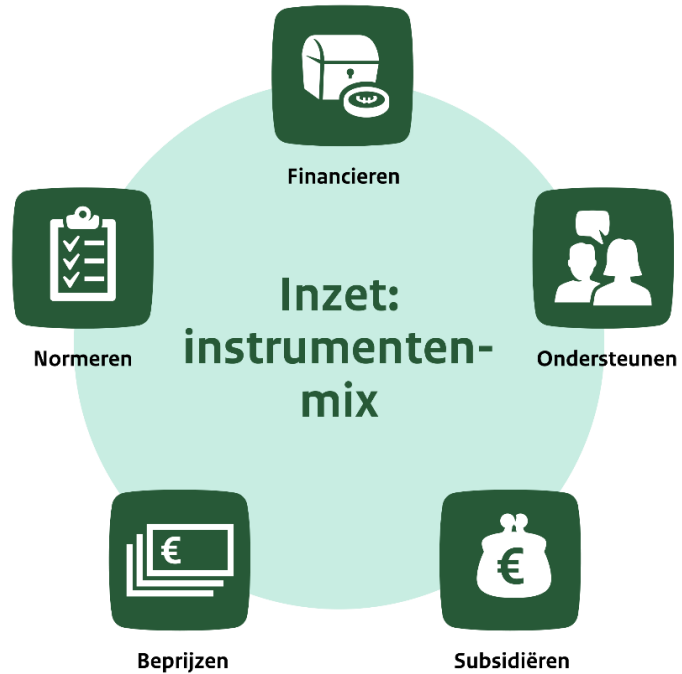 Financieren
Normeren
Inzet:
instrumenten-
mix
Ondersteunen
€
Beprijzen
€
Subsidiëren